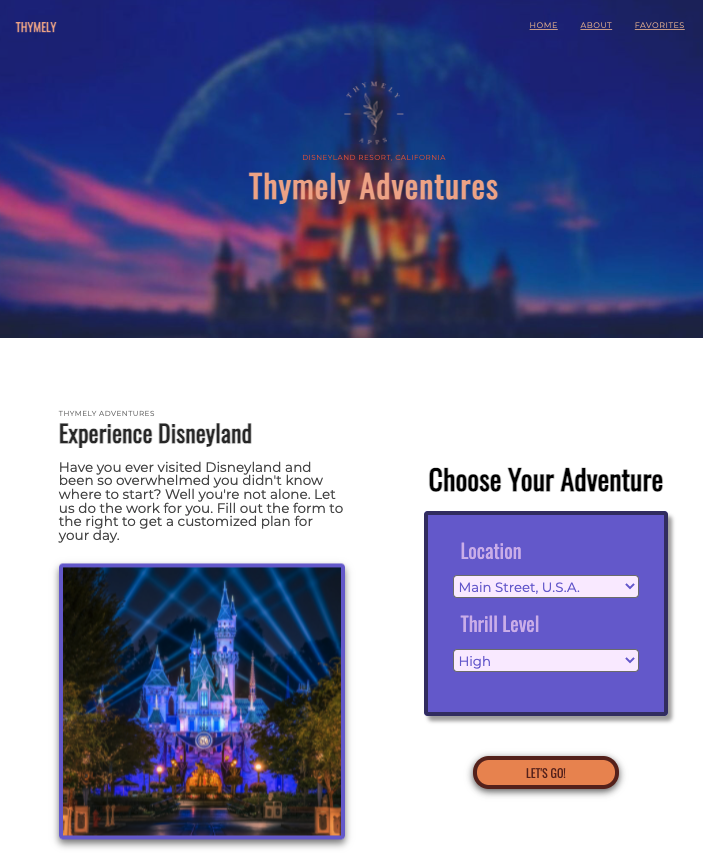 THYMELY
HOME ABOUT FAVORITES
THYMELY
APPS
DISNEYLAND RESORT, CALIFORNIA
Thymely Adventures
THYMELY ADVENTURES
Experience Disneyland
Have you ever visited Disneyland and
been so overwhelmed you didn't know
where to start? Well you're not alone. Let
us do the work for you. Fill out the form to
the right to get a customized plan for
your day.
Choose Your Adventure
Location
Main Street, U.S.A.
Thrill Level
High
LET'S GO!